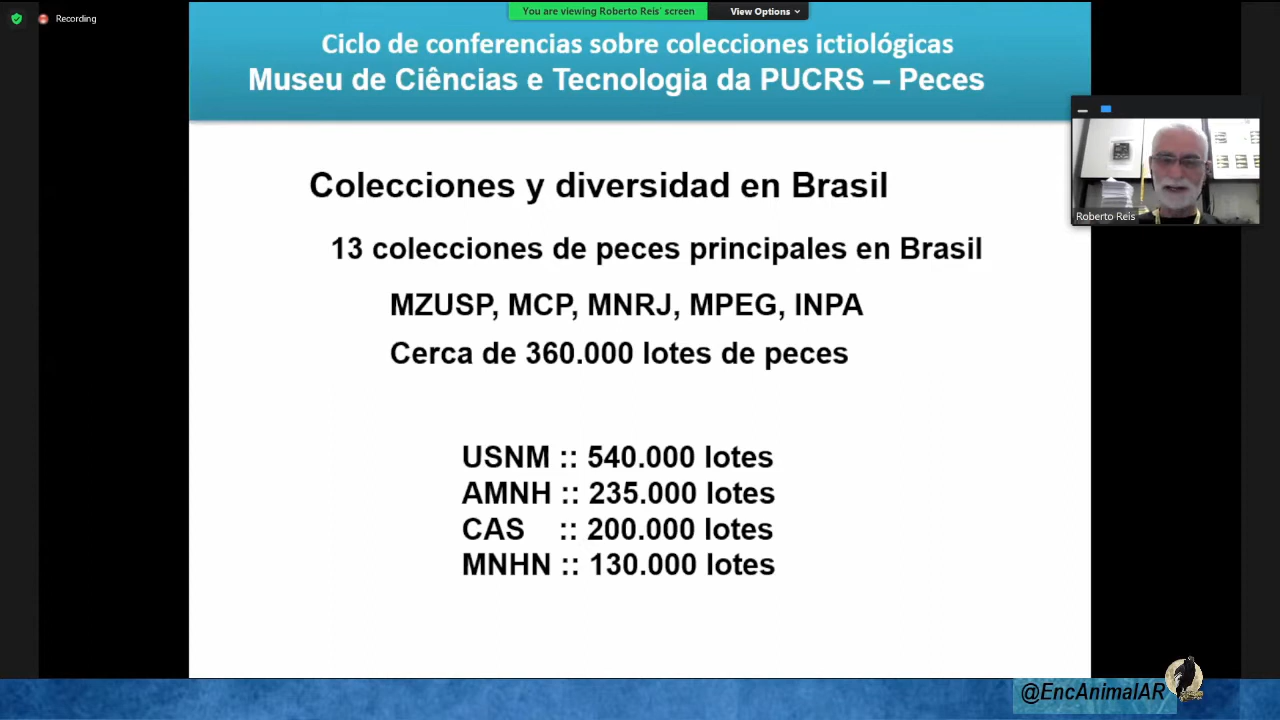 Recording
You are viewing Roberto Reis' screen
View Options
Ciclo de conferencias sobre colecciones ictiológicas
Museu de Ciências e Tecnologia da PUCRS – Peces
Roberto Reis
Colecciones y diversidad en Brasil
13 colecciones de peces principales en Brasil
MZUSP, MCP, MNRJ, MPEG, INPA
Cerca de 360.000 lotes de peces
USNM :: 540.000 lotes
AMNH :: 235.000 lotes
CAS :: 200.000 lotes
MNHN :: 130.000 lotes
@EncAnimalAR